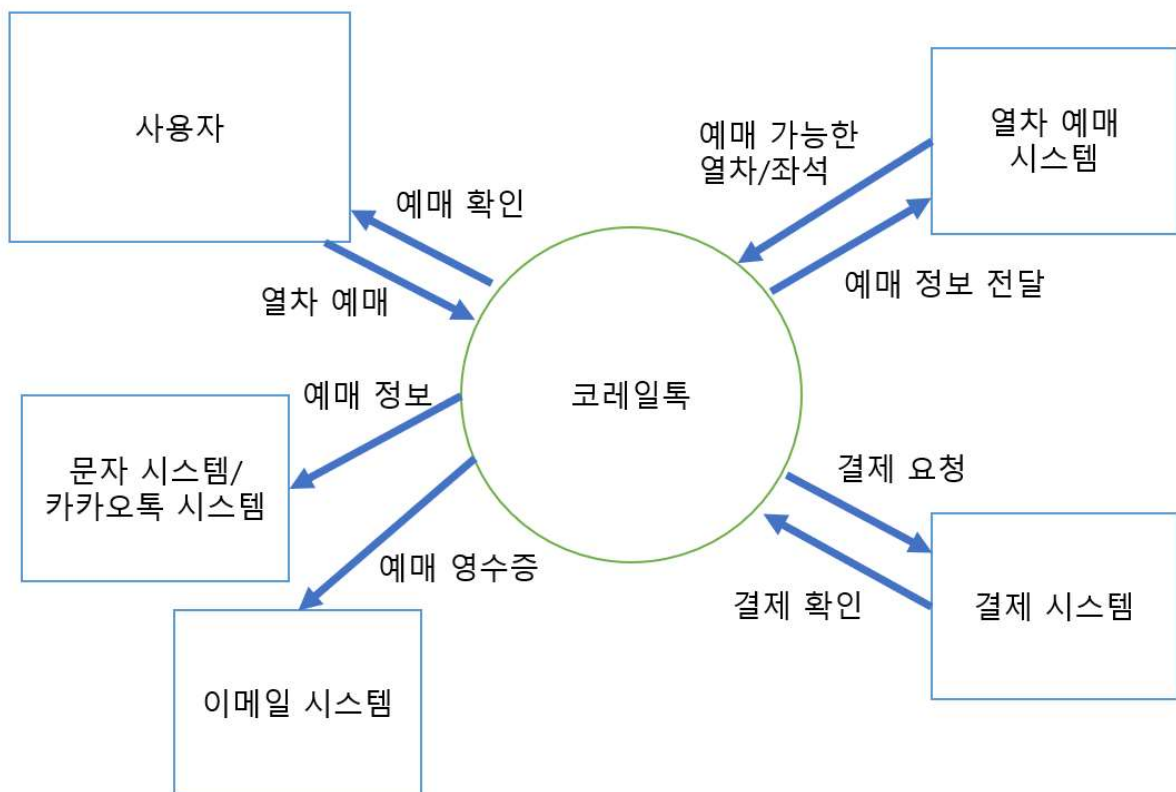 사용자
열차 예매
시스템
예매 가능한
열차/좌석
예매 확인
예매 정보 전달
열차 예매
예매 정보
코레일톡
문자 시스템/
카카오톡 시스템
결제 요청
예매 영수증
결제 확인
결제 시스템
이메일 시스템